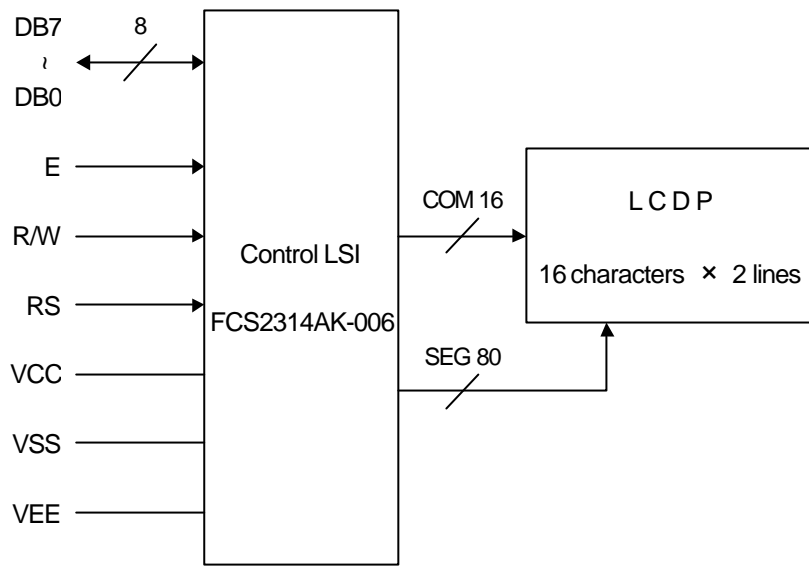 DB7
8
~
DB0
E
R/W
RS
VCC
VSS
VEE
Control LSI
FCS2314AK-006
COM 16
SEG 80
L C D P
16 characters × 2 lines